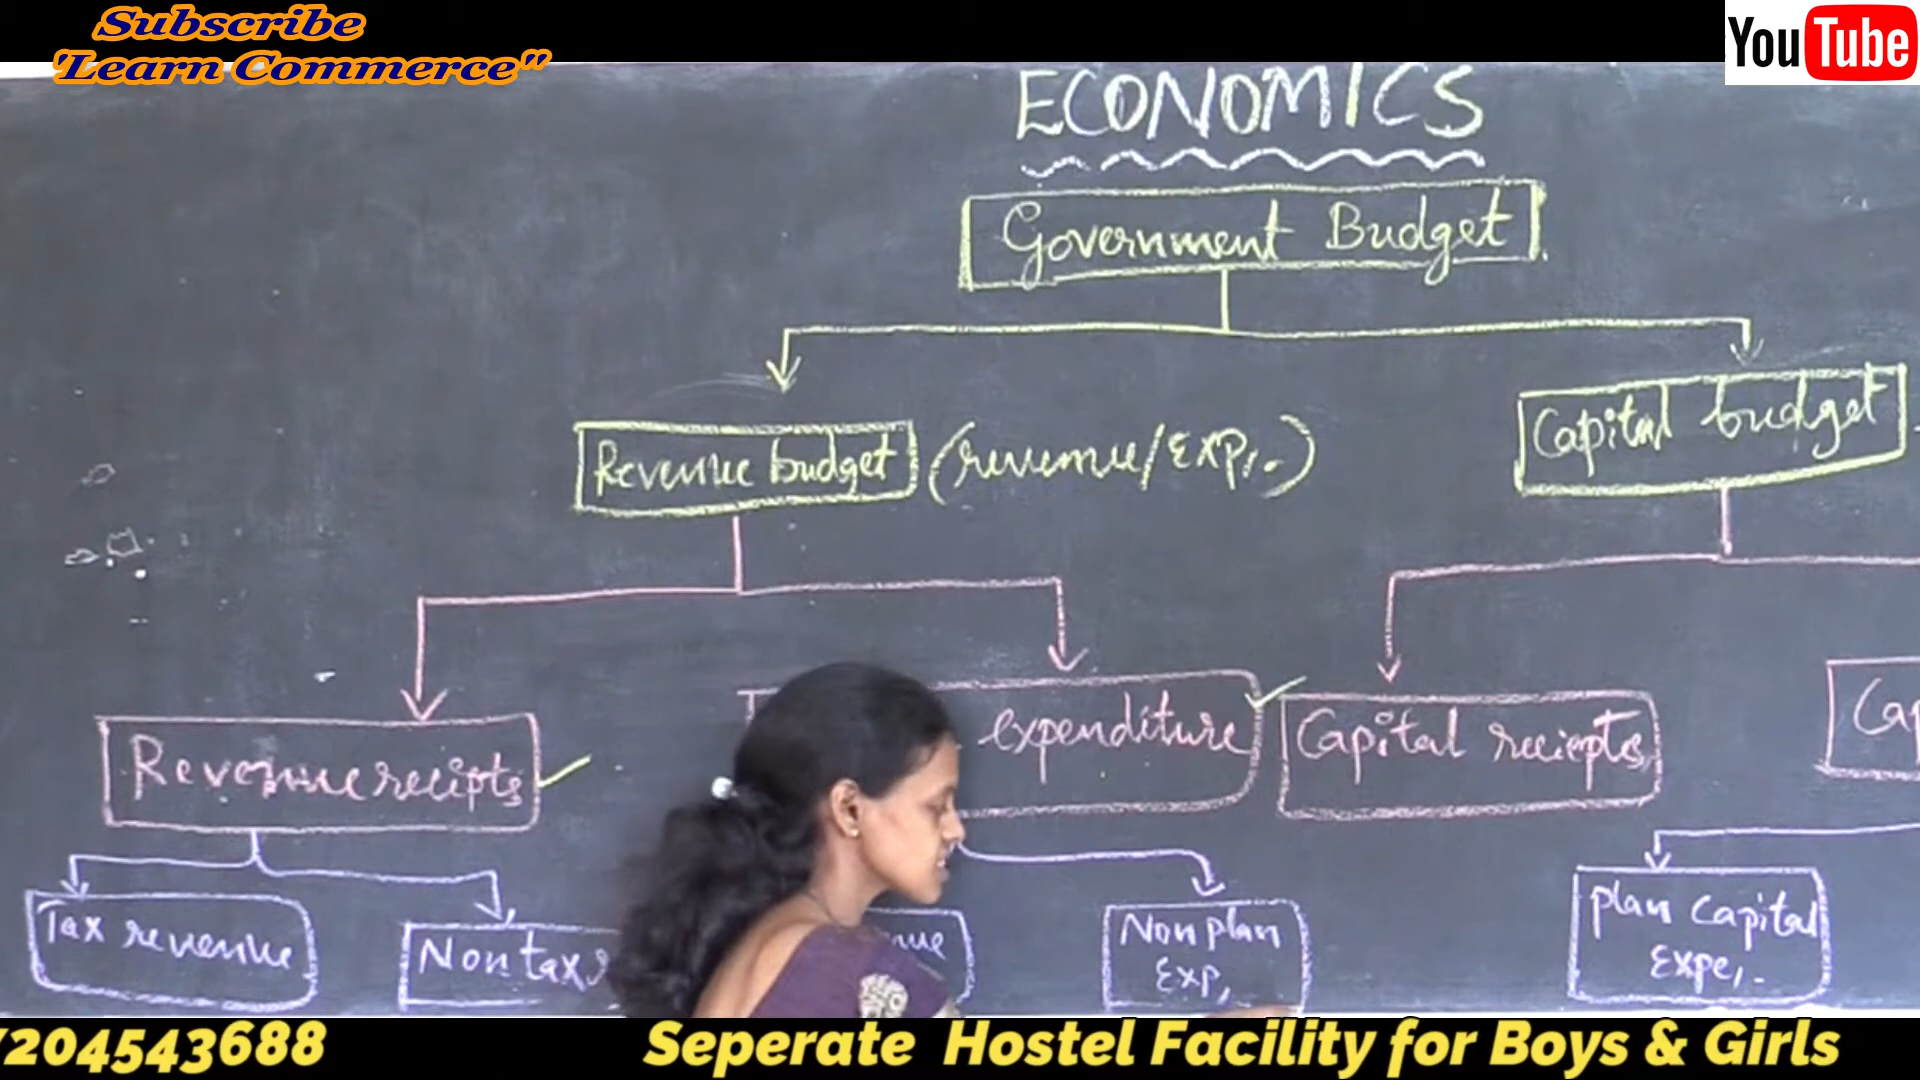 Subscribe
"Learn Commerce"
YouTube
ECONOMICS
Government Budget
Revenue budget (revenue/Exp,.)
Capital budget
expenditure
Capital reciepts
Revenue recipts
Tax revenue
Non tax
Non plan
Exp,
plan Capital
Expe,.
204543688
Seperate Hostel Facility for Boys & Girls